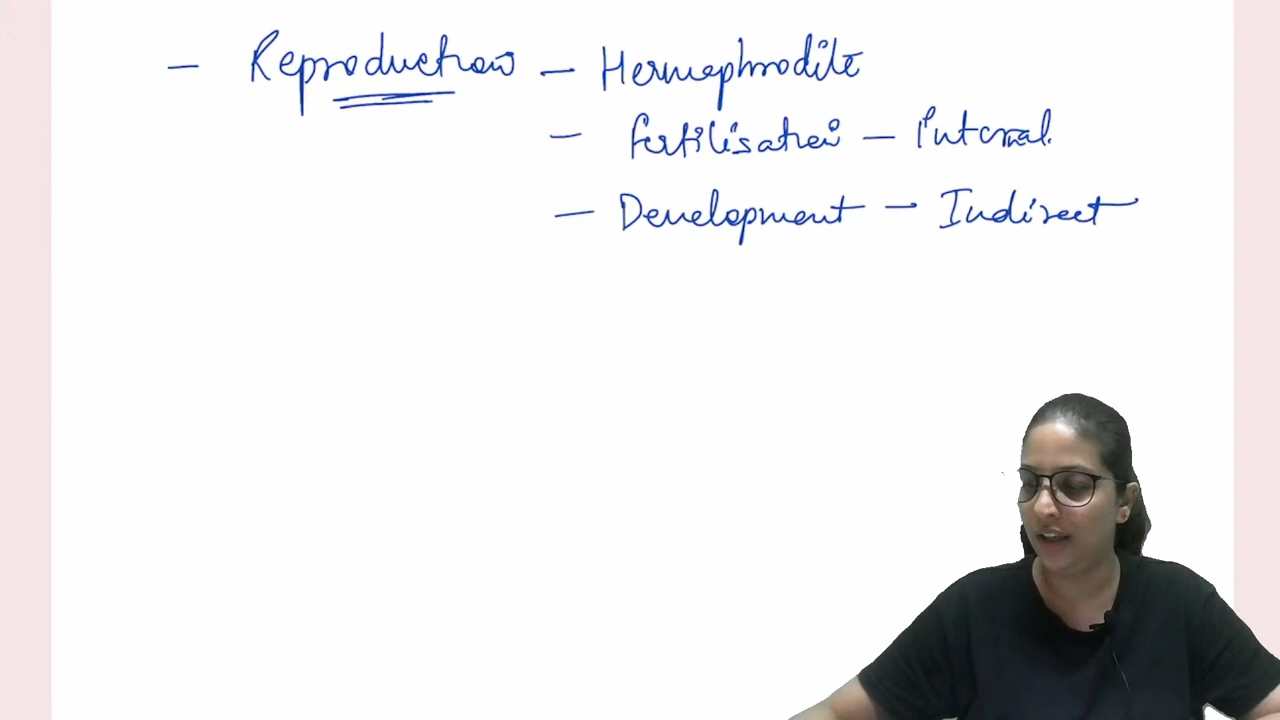 - Reproduction - Hermaphrodite
- fertilisation - Internal.
- Development - Indirect